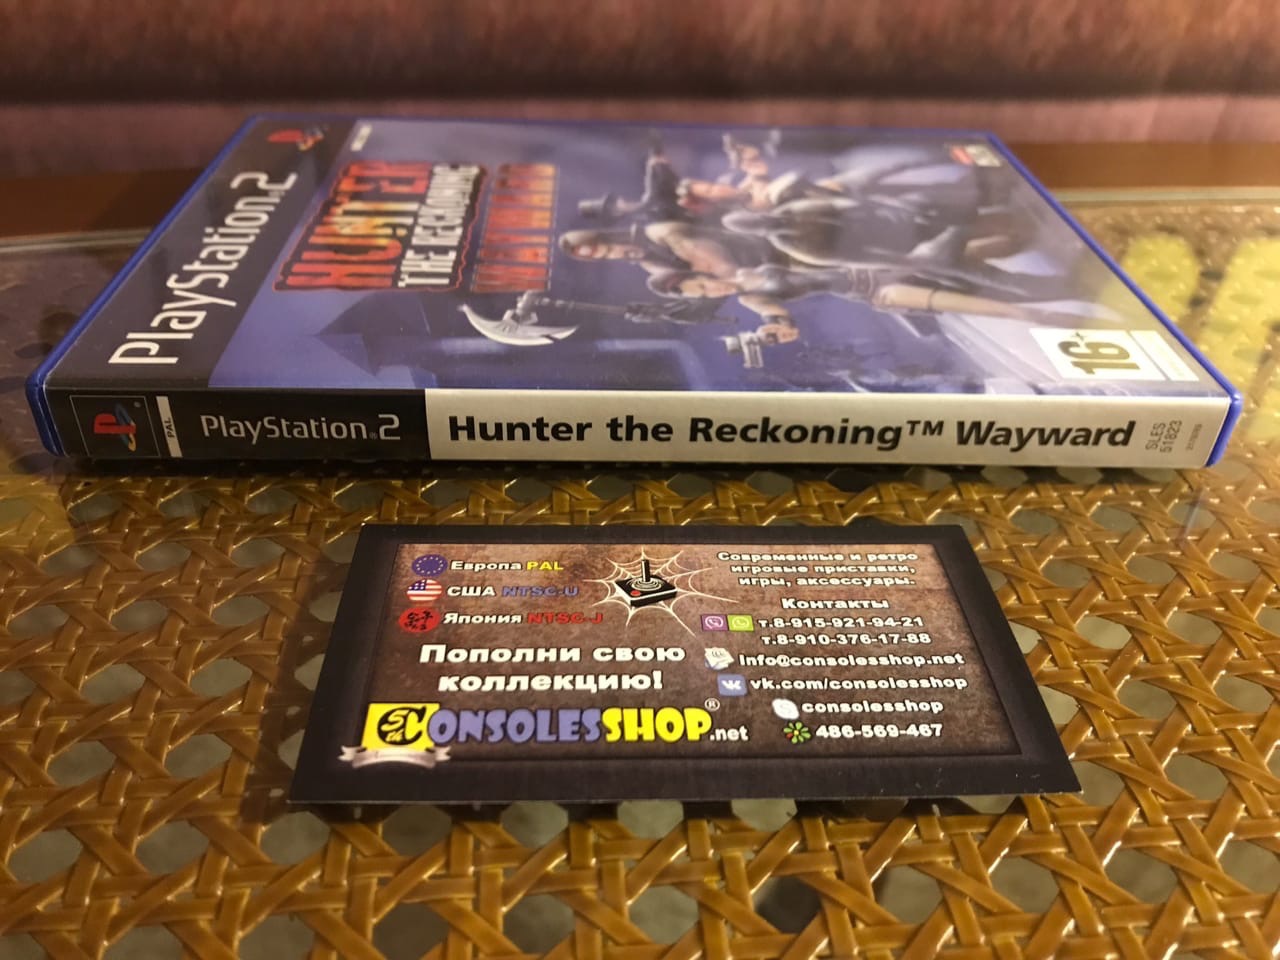 PlayStation 2
HUNTER
THE RECKONING
WAYWARD
16+
PAL
PlayStation 2
Hunter the Reckoning™ Wayward
SLES
51823
Европа PAL
США NTSC-U
Япония NTSC-J
Пополни свою
коллекцию!
CONSOLESSHOP®.net
Современные и ретро
игровые приставки,
игры, аксессуары.
Контакты
т.8-915-921-94-21
т.8-910-376-17-88
info@consolesshop.net
vk.com/consolesshop
consolesshop
486-569-467